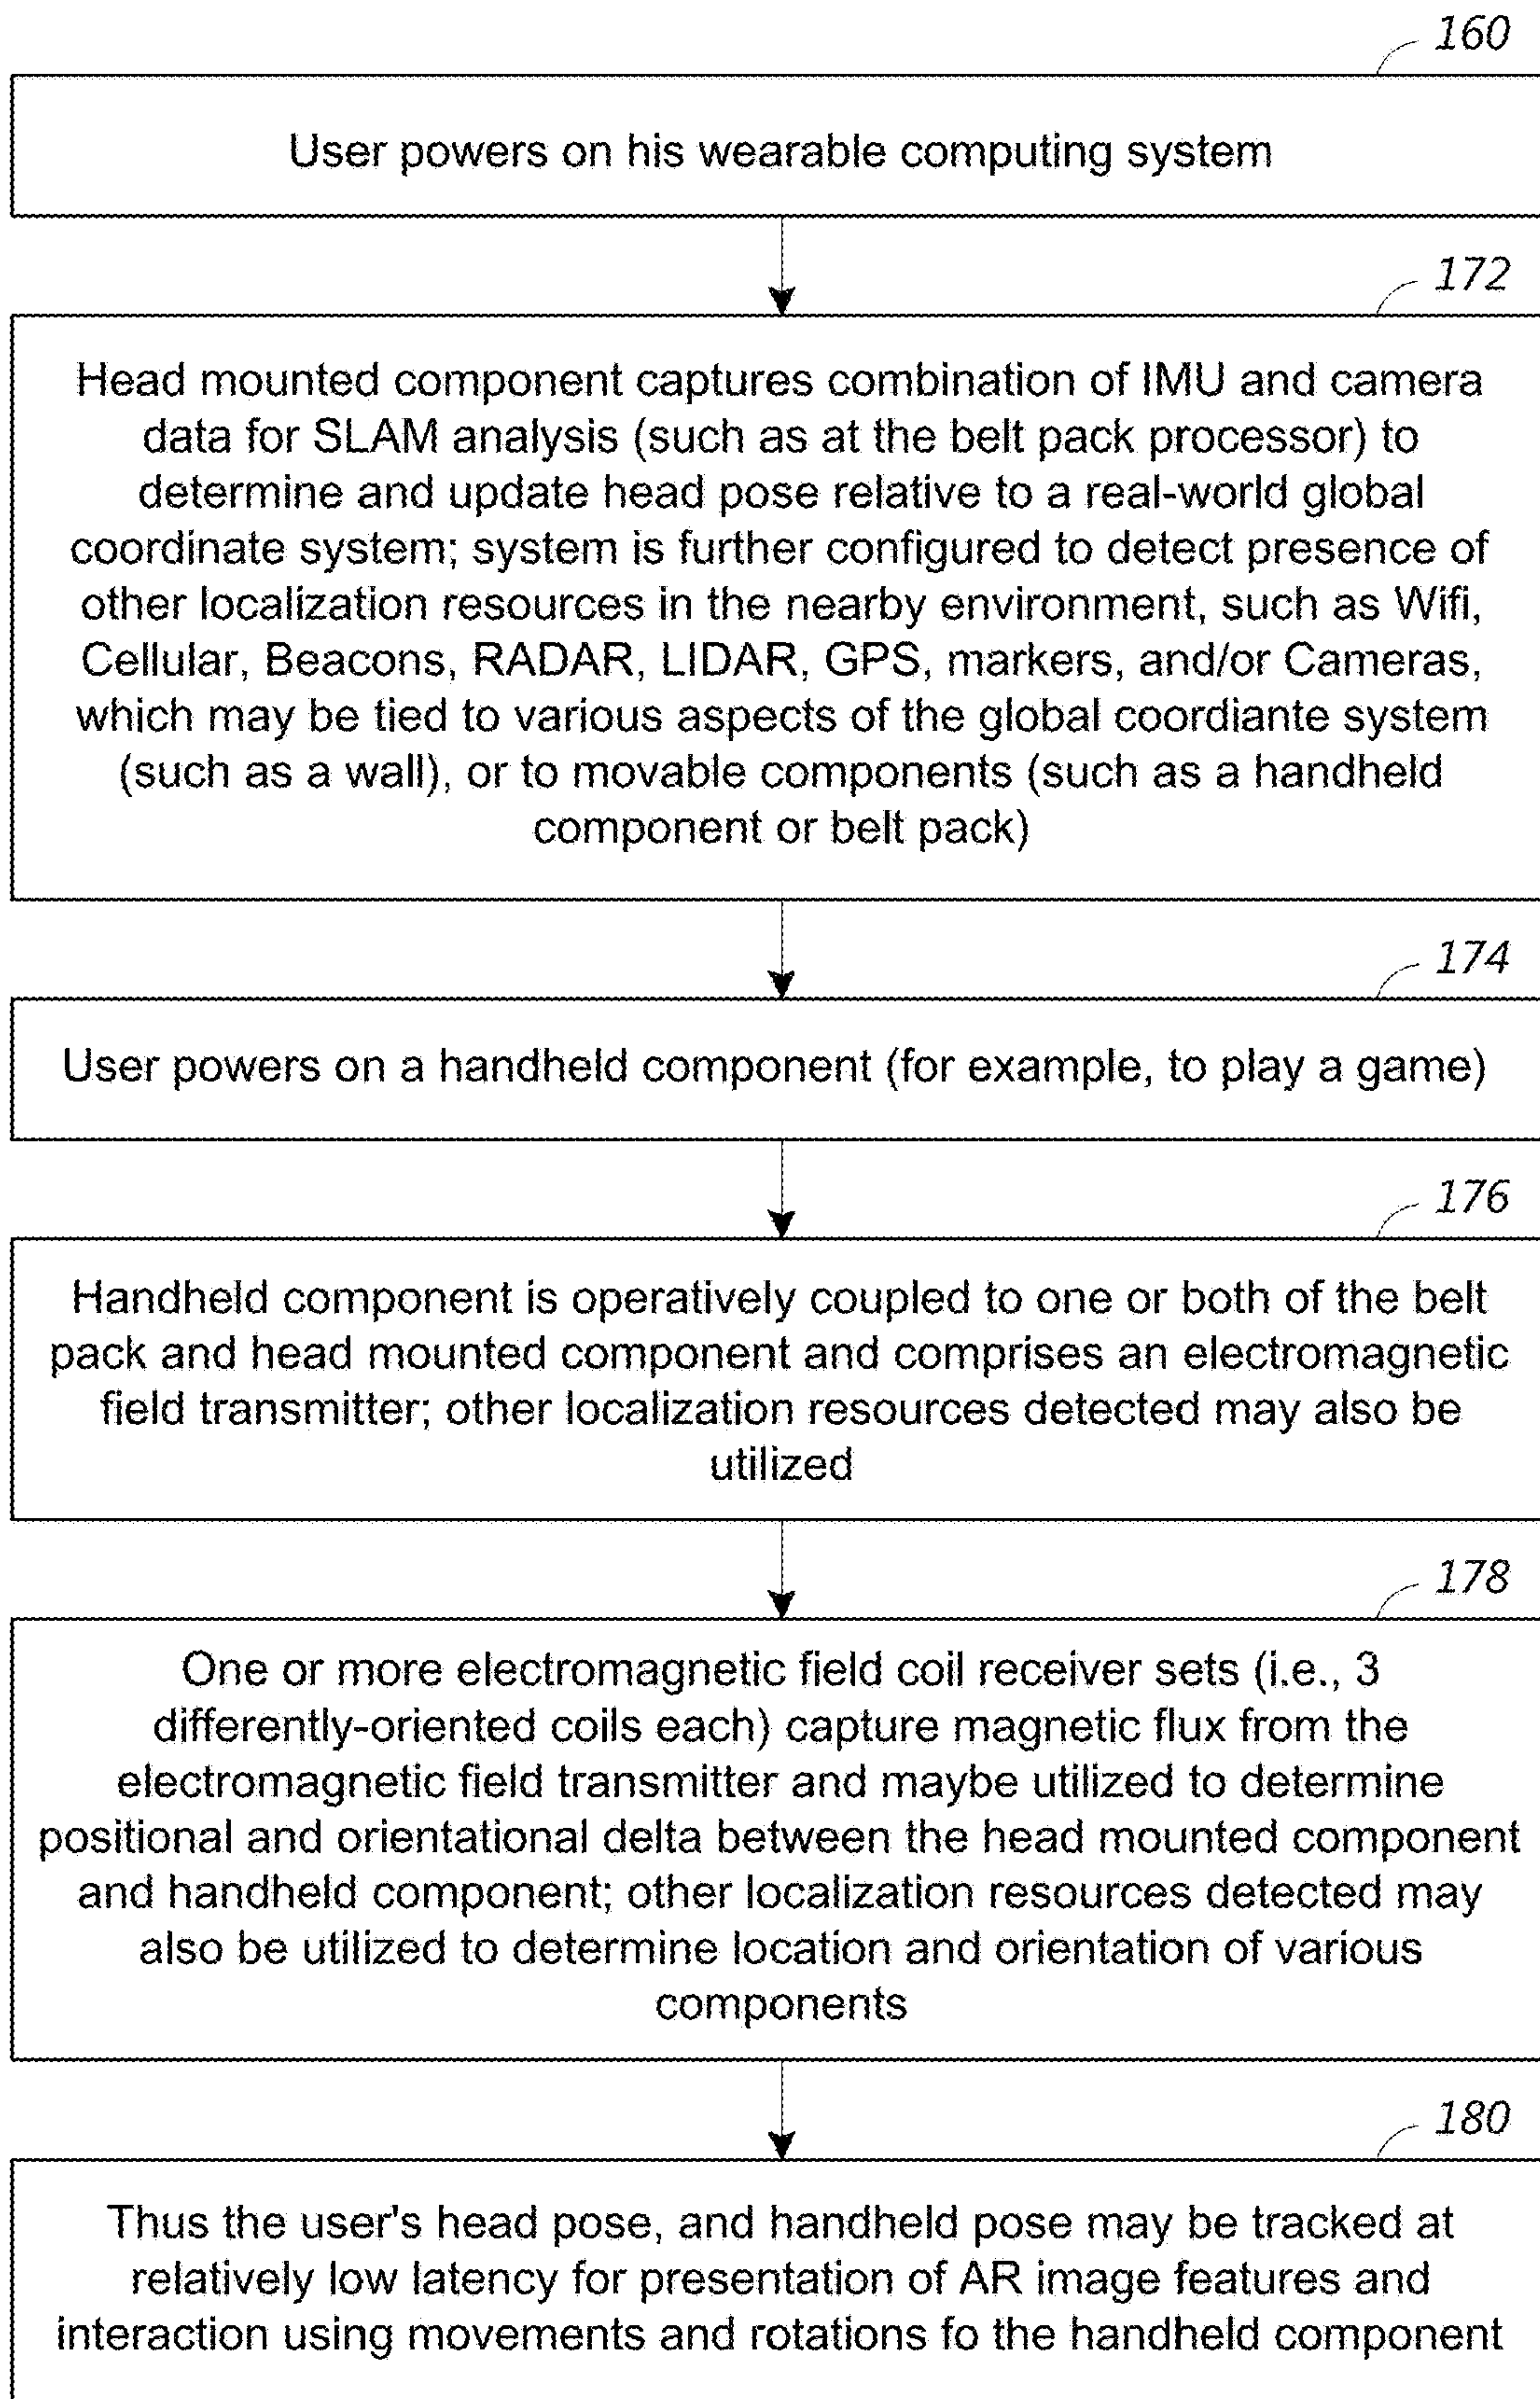 160
User powers on his wearable computing system
172
Head mounted component captures combination of IMU and camera
data for SLAM analysis (such as at the belt pack processor) to
determine and update head pose relative to a real-world global
coordinate system; system is further configured to detect presence of
other localization resources in the nearby environment, such as Wifi,
Cellular, Beacons, RADAR, LIDAR, GPS, markers, and/or Cameras,
which may be tied to various aspects of the global coordiante system
(such as a wall), or to movable components (such as a handheld
component or belt pack)
174
User powers on a handheld component (for example, to play a game)
176
Handheld component is operatively coupled to one or both of the belt
pack and head mounted component and comprises an electromagnetic
field transmitter; other localization resources detected may also be
utilized
178
One or more electromagnetic field coil receiver sets (i.e., 3
differently-oriented coils each) capture magnetic flux from the
electromagnetic field transmitter and maybe utilized to determine
positional and orientational delta between the head mounted component
and handheld component; other localization resources detected may
also be utilized to determine location and orientation of various
components
180
Thus the user's head pose, and handheld pose may be tracked at
relatively low latency for presentation of AR image features and
interaction using movements and rotations fo the handheld component